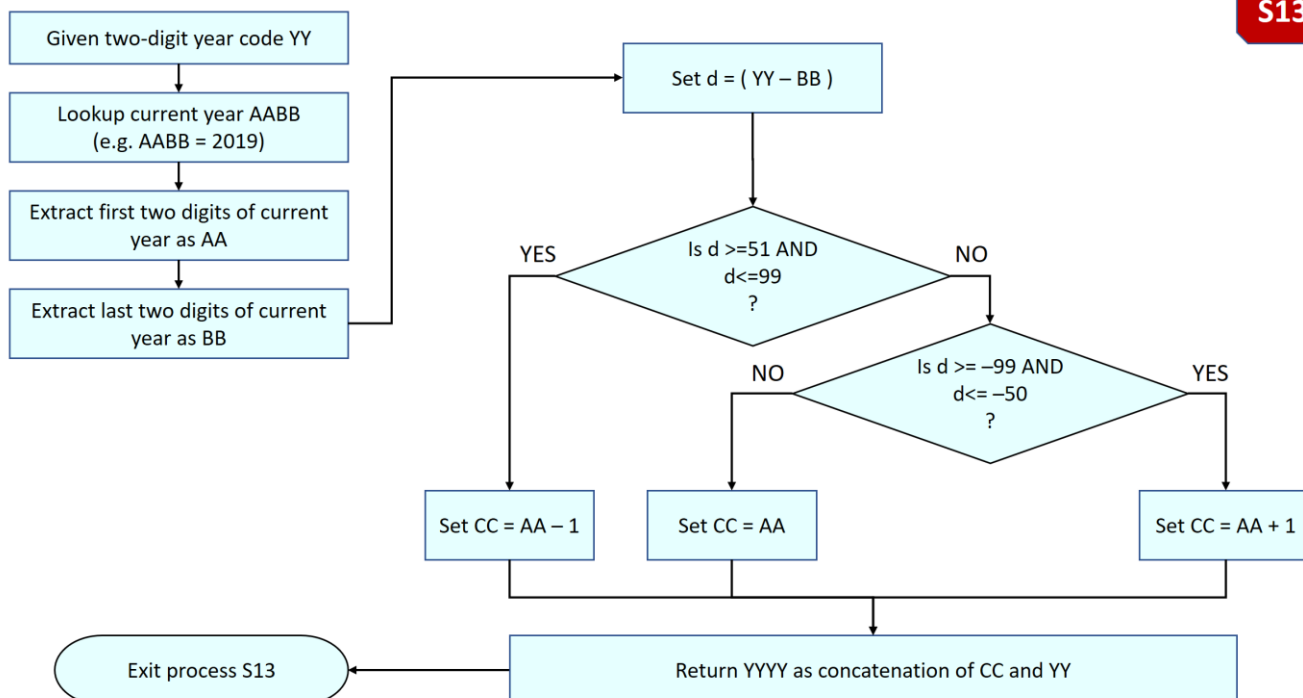 S13
Given two-digit year code YY
Lookup current year AABB
(e.g. AABB = 2019)
Extract first two digits of current
year as AA
Extract last two digits of current
year as BB
Set d = ( YY – BB )
Is d >=51 AND
d<=99
?
YES
NO
Is d >= –99 AND
d<= –50
?
NO
YES
Set CC = AA – 1
Set CC = AA
Set CC = AA + 1
Return YYYY as concatenation of CC and YY
Exit process S13